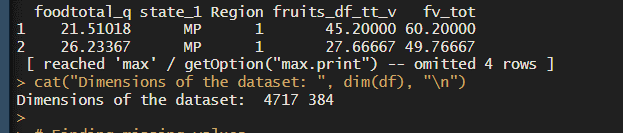 foodtotal_q state_1 Region fruits_df_tt_v fv_tot
1 21.51018 MP 1 45.20000 60.20000
2 26.23367 MP 1 27.66667 49.76667
[ reached 'max' / getOption("max.print") -- omitted 4 rows ]
> cat("Dimensions of the dataset: ", dim(df), "\n")
Dimensions of the dataset:  4717 384
>
> # Finding missing values